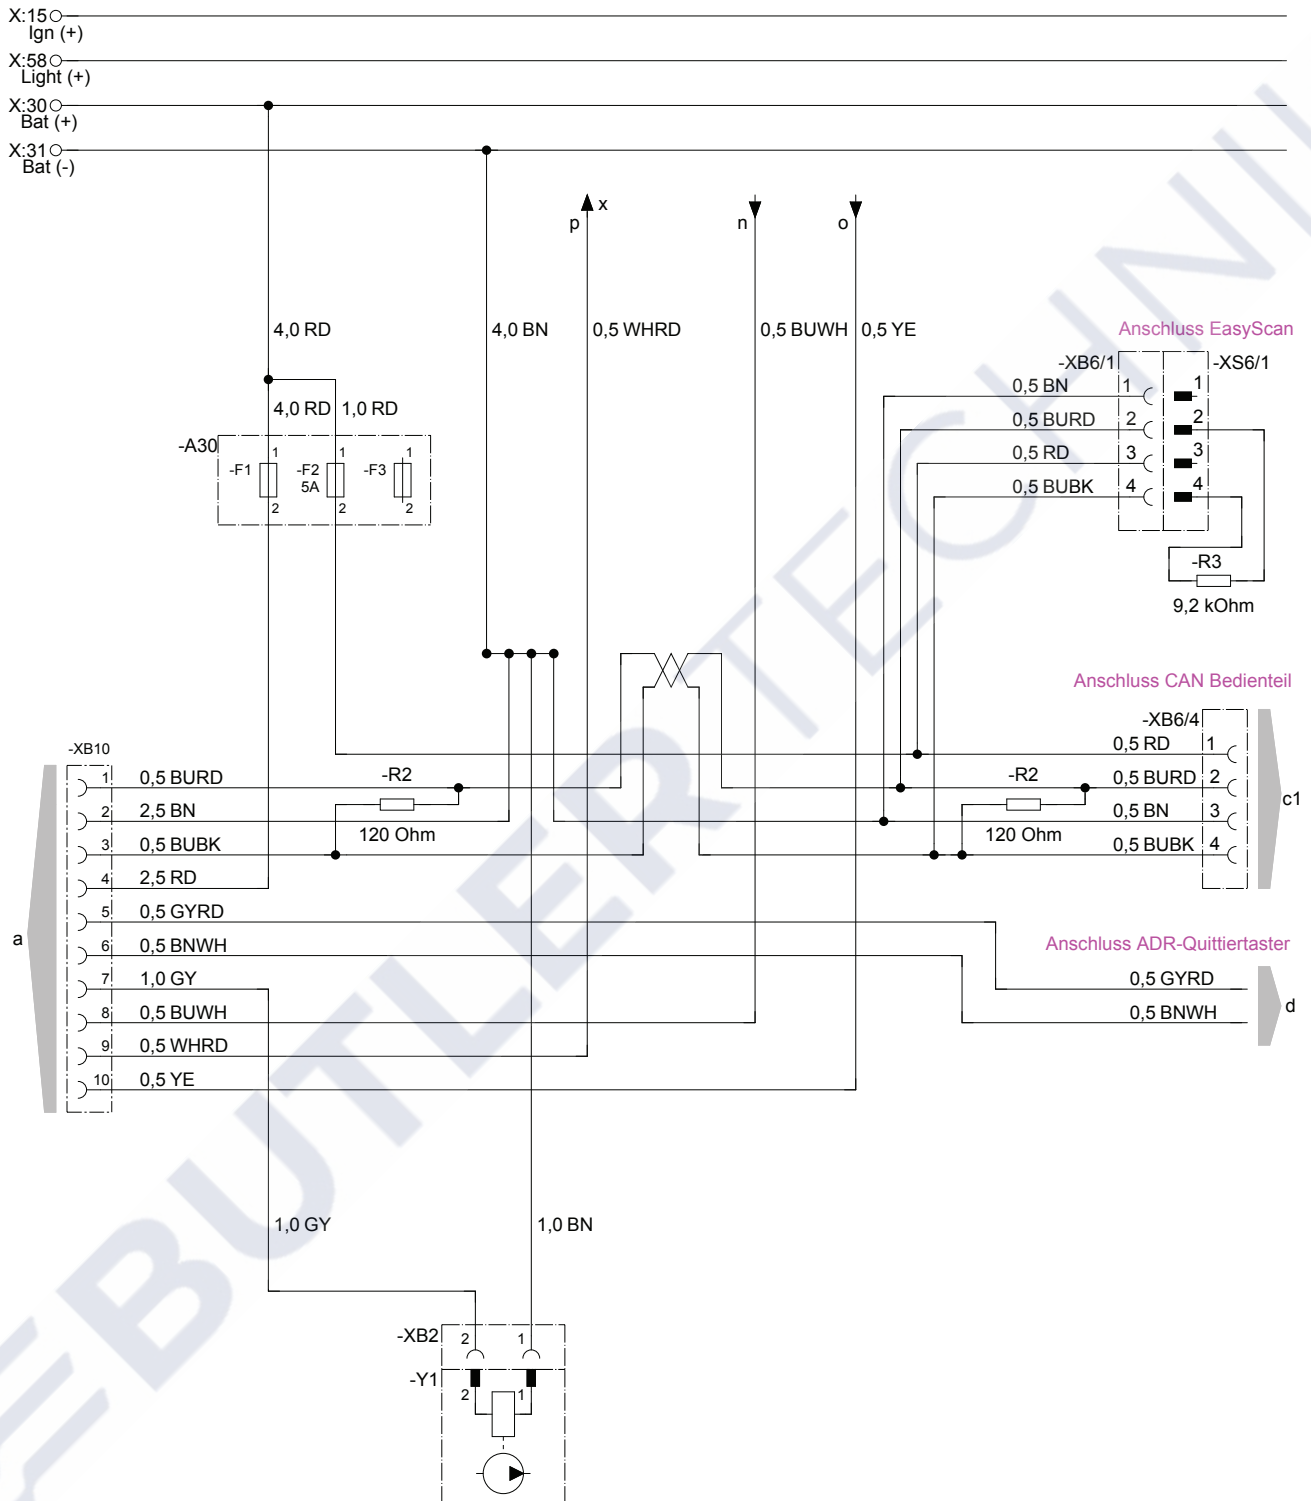 X:15
Ign (+)
X:58
Light (+)
X:30
Bat (+)
X:31
Bat (-)
x
p
n
o
4,0 RD
4,0 BN
0,5 WHRD
0,5 BUWH
0,5 YE
Anschluss EasyScan
-XB6/1
-XS6/1
0,5 BN
1
1
0,5 BURD
2
2
0,5 RD
3
3
0,5 BUBK
4
4
-R3
9,2 kOhm
4,0 RD
1,0 RD
-A30
1
1
1
-F1
-F2
5A
-F3
2
2
2
Anschluss CAN Bedienteil
-XB6/4
0,5 RD
1
0,5 BURD
2
0,5 BN
3
0,5 BUBK
4
c1
-R2
120 Ohm
-R2
120 Ohm
-XB10
a
1
0,5 BURD
2
2,5 BN
3
0,5 BUBK
4
2,5 RD
5
0,5 GYRD
6
0,5 BNWH
7
1,0 GY
8
0,5 BUWH
9
0,5 WHRD
10
0,5 YE
Anschluss ADR-Quittiertaster
0,5 GYRD
0,5 BNWH
d
1,0 GY
1,0 BN
-XB2
2
1
-Y1
2
1
EBUTLER TECHNI